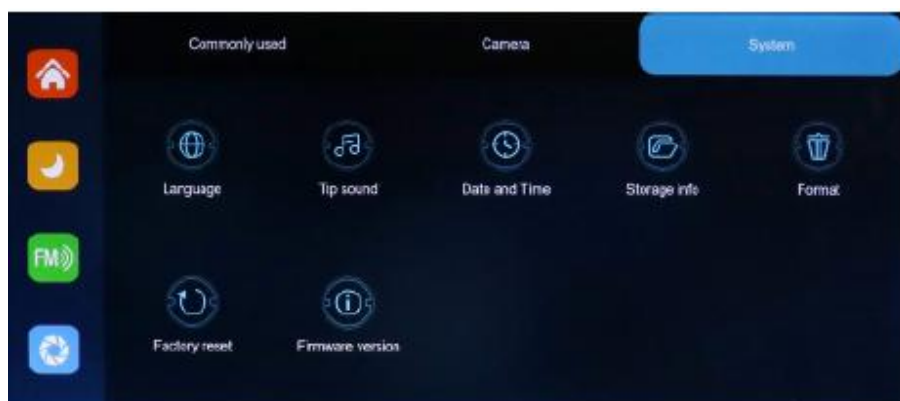 Commonly used
Camera
System
Language
Tip sound
Date and Time
Storage info
Format
FM
Factory reset
Firmware version